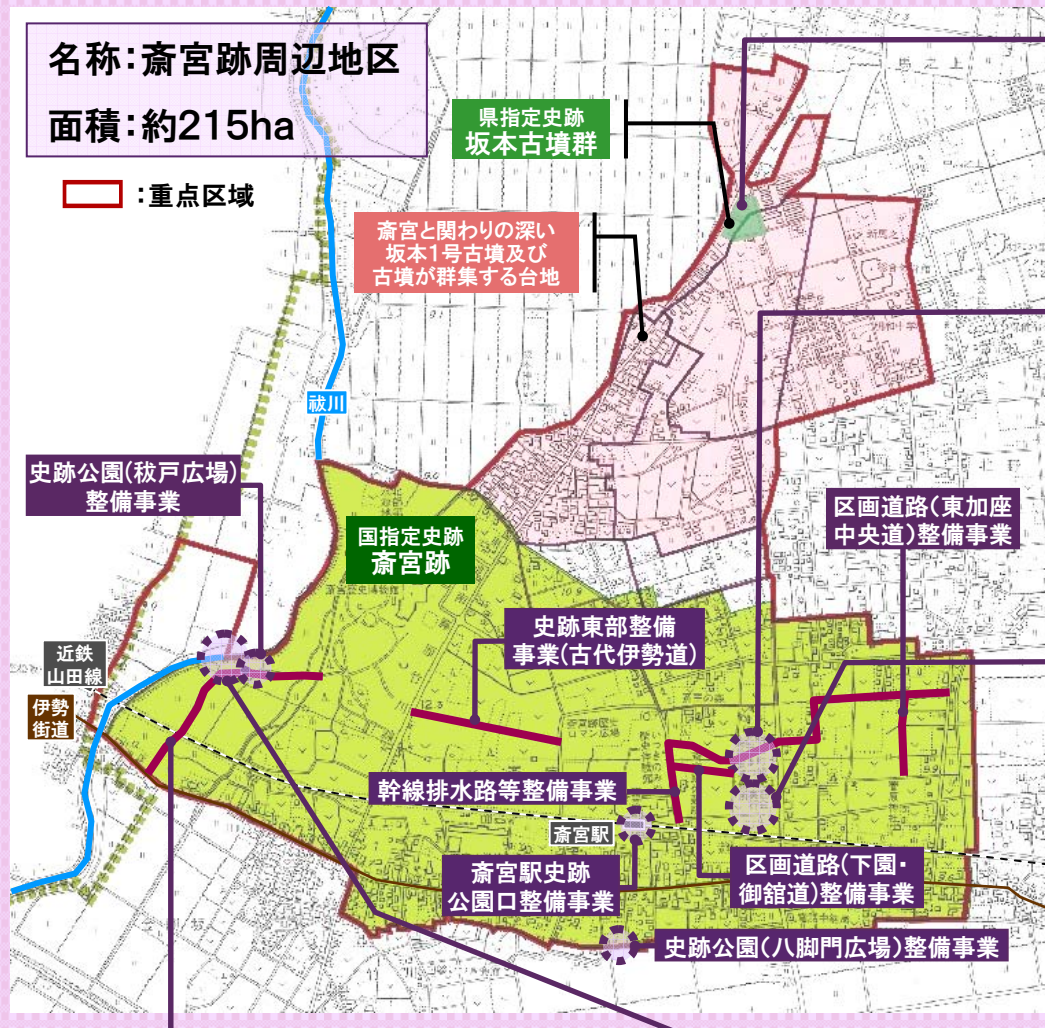 名称:斎宮跡周辺地区
面積:約215ha
:重点区域
県指定史跡
坂本古墳群
斎宮と関わりの深い
坂本1号古墳及び
古墳が群集する台地
祓川
史跡公園(秡戸広場)
整備事業
国指定史跡
斎宮跡
区画道路(東加座
中央道)整備事業
史跡東部整備
事業(古代伊勢道)
近鉄
山田線
伊勢
街道
幹線排水路等整備事業
斎宮駅
斎宮駅史跡
公園口整備事業
区画道路(下園・
御舘道)整備事業
史跡公園(八脚門広場)整備事業